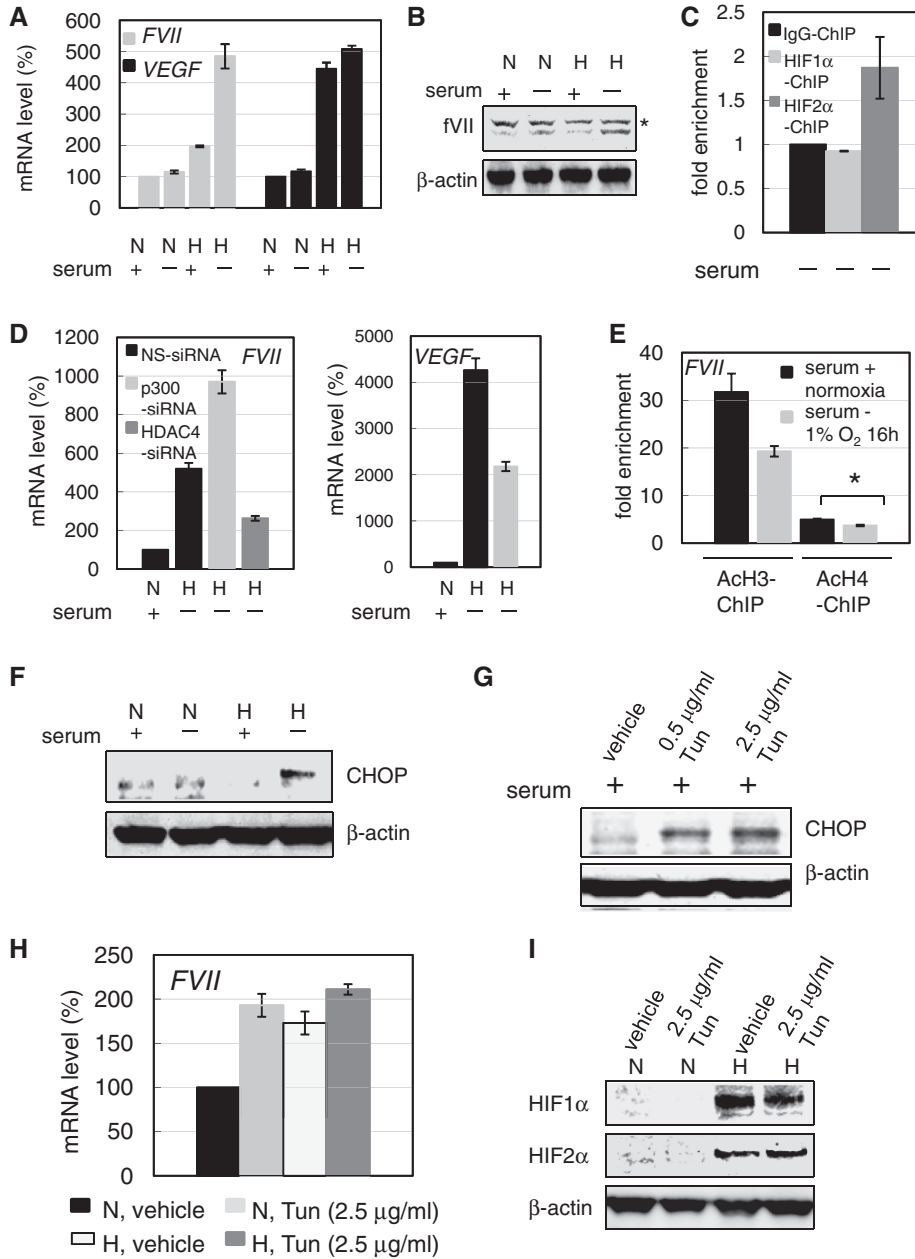 A
mRNA level (%)
600
500
400
300
200
100
0
FVII
VEGF
N N H H N N H H
serum + — + — + — + —
B
N N H H
serum + — + —
fVII *
β-actin
C
fold enrichment
2.5
2
1.5
1
0.5
0
IgG-ChIP
HIF1α
-ChIP
HIF2α
-ChIP
serum — — —
D
mRNA level (%)
1200
1000
800
600
400
200
0
NS-siRNA FVII
p300
-siRNA
HDAC4
-siRNA
N H H H
serum + — — —
mRNA level (%)
5000
4000
3000
2000
1000
0
VEGF
N H H
serum + — —
E
fold enrichment
40
30
20
10
0
FVII
serum +
normoxia
serum -
1% O2 16h
*
AcH3-
ChIP
AcH4
-ChIP
F
N N H H
serum + — + —
CHOP
β-actin
G
vehicle
0.5 μg/ml
Tun
2.5 μg/ml
Tun
serum + + +
CHOP
β-actin
H
mRNA level (%)
250
200
150
100
50
0
FVII
N, vehicle N, Tun (2.5 μg/ml)
H, vehicle H, Tun (2.5 μg/ml)
I
vehicle
2.5 μg/ml
Tun
vehicle
2.5 μg/ml
Tun
N N H H
HIF1α
HIF2α
β-actin